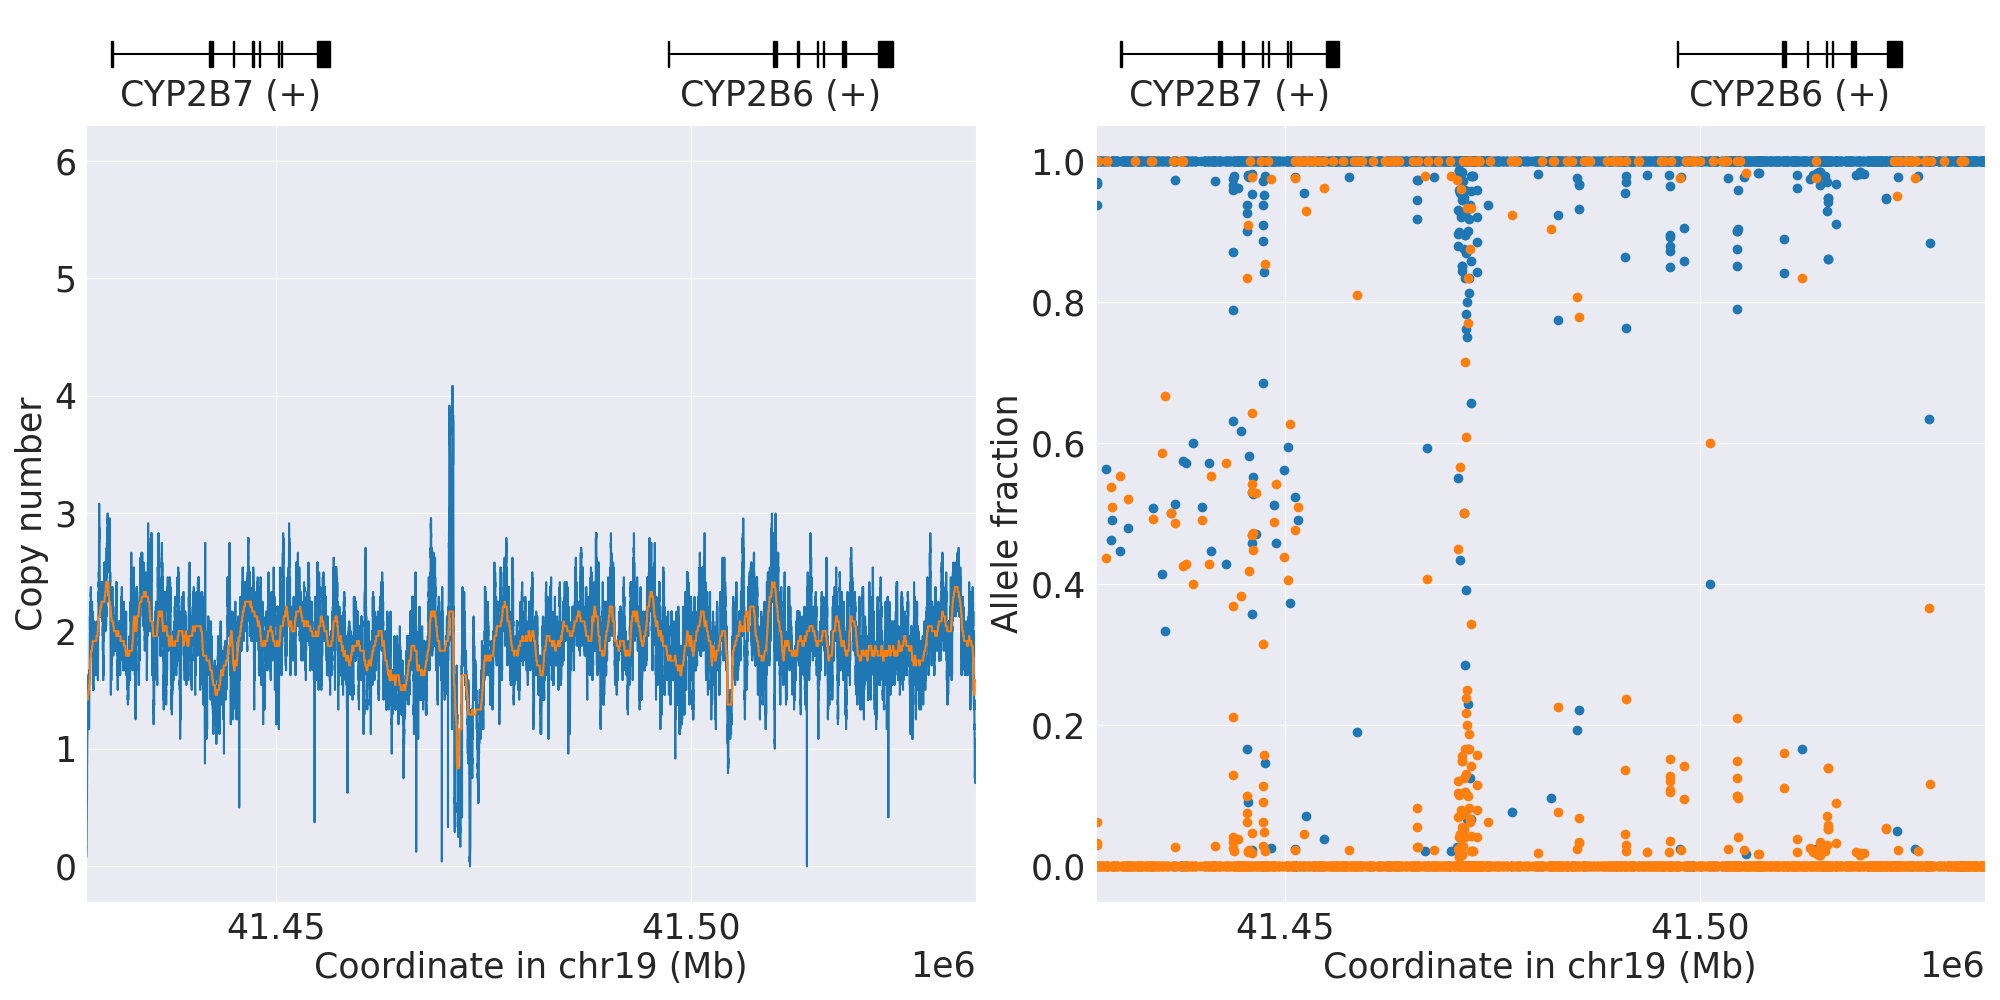 CYP2B7 (+)
CYP2B6 (+)
CYP2B7 (+)
CYP2B6 (+)
6
5
4
3
2
1
0
Copy number
41.45
41.50
Coordinate in chr19 (Mb)
1e6
1.0
0.8
0.6
0.4
0.2
0.0
Allele fraction
41.45
41.50
Coordinate in chr19 (Mb)
1e6